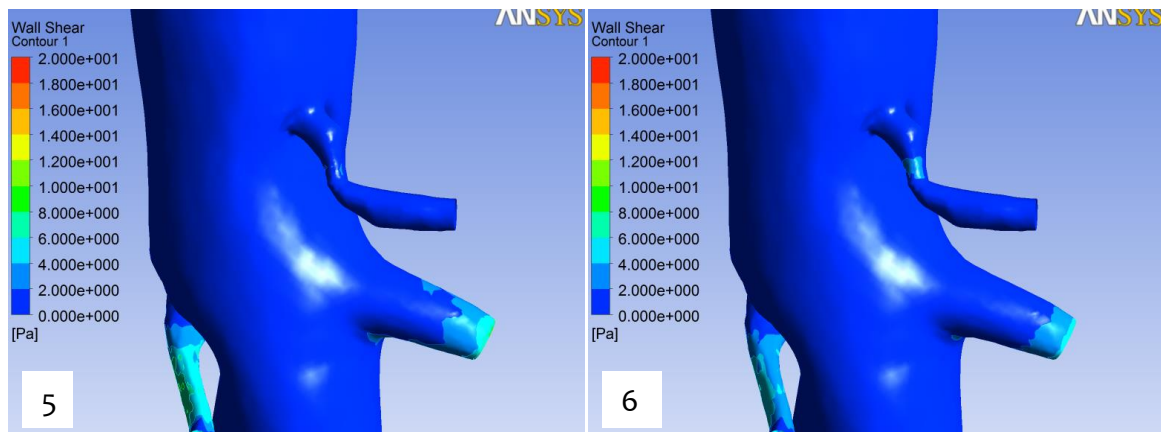 ANSYS
Wall Shear
Contour 1
2.000e+001
1.800e+001
1.600e+001
1.400e+001
1.200e+001
1.000e+001
8.000e+000
6.000e+000
4.000e+000
2.000e+000
0.000e+000
[Pa]
5
ANSYS
Wall Shear
Contour 1
2.000e+001
1.800e+001
1.600e+001
1.400e+001
1.200e+001
1.000e+001
8.000e+000
6.000e+000
4.000e+000
2.000e+000
0.000e+000
[Pa]
6